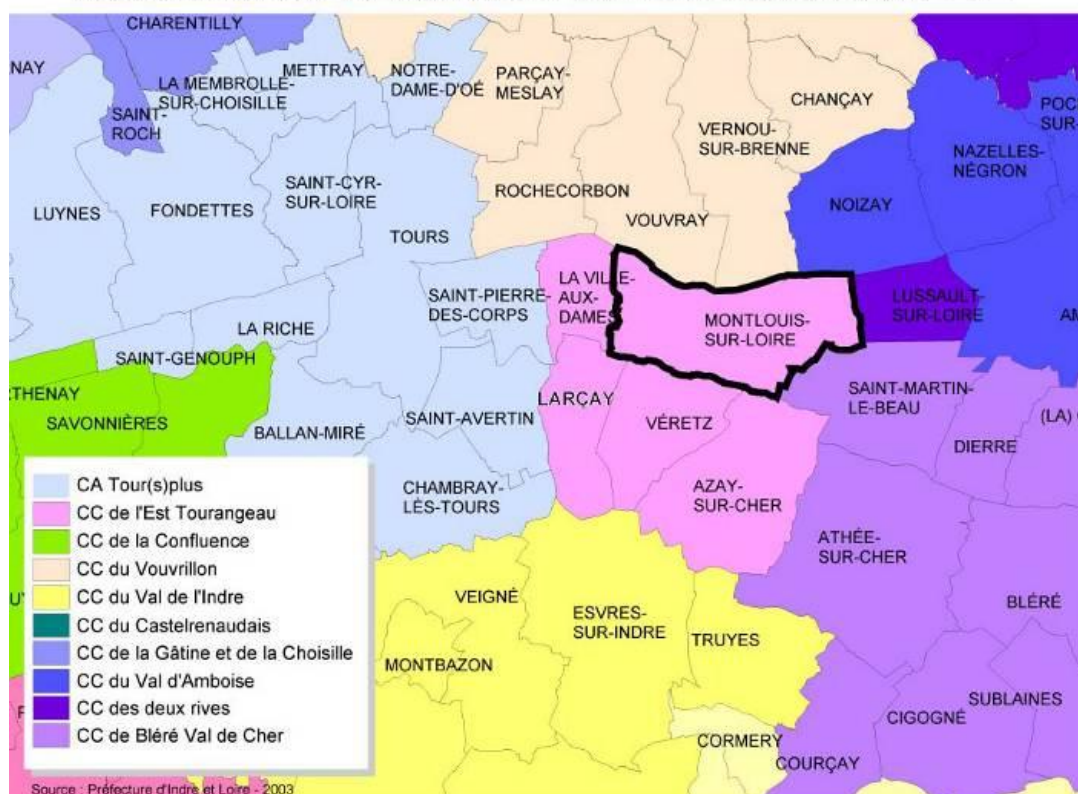 CHARENTILLY
NAY
LA MEMBROLLE-
SUR-CHOISILLE
METTRAY
NOTRE-
DAME-D'OÉ
PARÇAY-
MESLAY
CHANÇAY
POC
SUR-
SAINT-
ROCH
VERNOU-
SUR-BRENNE
NAZELLES-
NÉGRON
LUYNES
FONDETTES
SAINT-CYR-
SUR-LOIRE
ROCHECORBON
NOIZAY
TOURS
VOUVRAY
SAINT-PIERRE-
DES-CORPS
LA VILLE-
AUX-
DAMES
MONTLOUIS-
SUR-LOIRE
LUSSAULT-
SUR-LOIRE
AM
LA RICHE
SAINT-GENOUPH
RTHENAY
SAVONNIÈRES
BALLAN-MIRÉ
SAINT-AVERTIN
LARÇAY
VÉRETZ
SAINT-MARTIN-
LE-BEAU
DIERRE
(LA)
CHAMBRAY-
LÈS-TOURS
AZAY-
SUR-CHER
ATHÉE-
SUR-CHER
BLÉRÉ
VEIGNÉ
ESVRES-
SUR-INDRE
TRUYES
MONTBAZON
CORMERY
COURÇAY
CIGOGNÉ
SUBLAINES
CA Tour(s)plus
CC de l'Est Tourangeau
CC de la Confluence
CC du Vouvrillon
CC du Val de l'Indre
CC du Castelrenaudais
CC de la Gâtine et de la Choisille
CC du Val d'Amboise
CC des deux rives
CC de Bléré Val de Cher
Source : Préfecture d'Indre et Loire - 2003